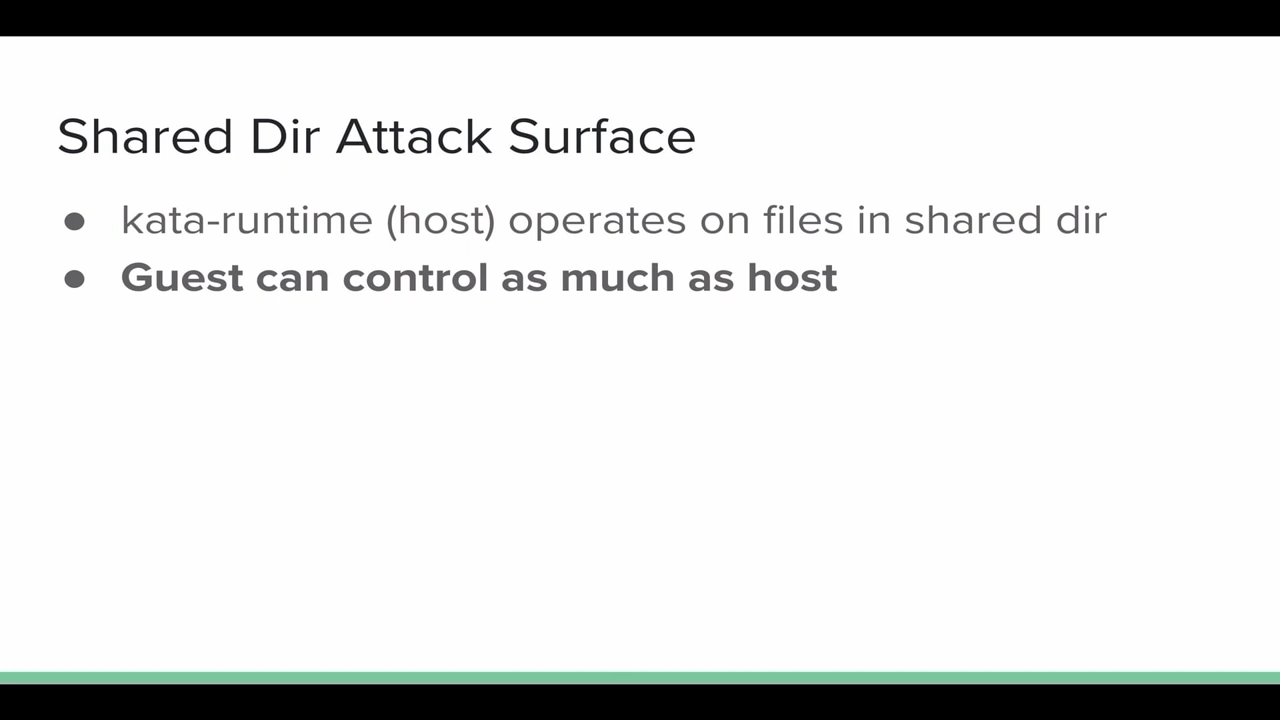 Shared Dir Attack Surface
● kata-runtime (host) operates on files in shared dir
● Guest can control as much as host